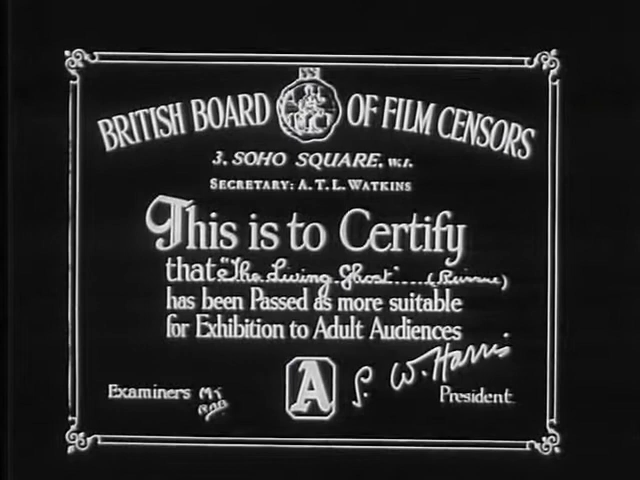 BRITISH BOARD OF FILM CENSORS
3, SOHO SQUARE, W.1.
SECRETARY: A.T.L. WATKINS
This is to Certify
that "The Living Ghost" .... (Reissue)
has been Passed as more suitable
for Exhibition to Adult Audiences
A
S. W. Harris
Examiners
President